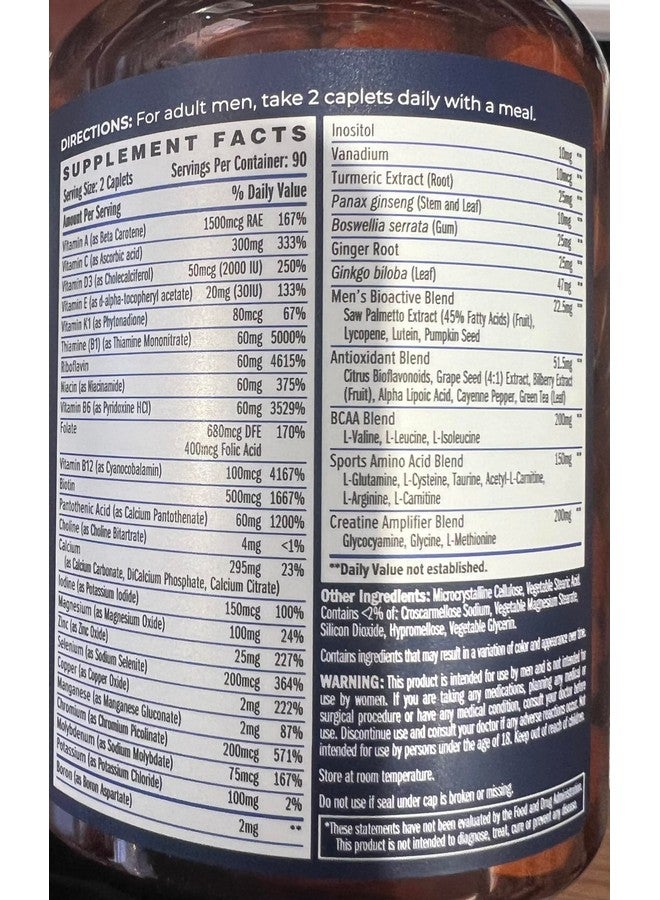 DIRECTIONS: For adult men, take 2 caplets daily with a meal.
SUPPLEMENT FACTS
Serving Size: 2 Caplets Servings Per Container: 90
Amount Per Serving % Daily Value
Vitamin A (as Beta Carotene) 1500mcg RAE 167%
Vitamin C (as Ascorbic acid) 300mg 333%
Vitamin D3 (as Cholecalciferol) 50mcg (2000 IU) 250%
Vitamin E (as d-alpha-tocopheryl acetate) 20mg (30IU) 133%
Vitamin K1 (as Phytonadione) 80mcg 67%
Thiamine (B1) (as Thiamine Mononitrate) 60mg 5000%
Riboflavin 60mg 4615%
Niacin (as Niacinamide) 60mg 375%
Vitamin B6 (as Pyridoxine HCl) 60mg 3529%
Folate 680mcg DFE 170%
400mcg Folic Acid
Vitamin B12 (as Cyanocobalamin) 100mcg 4167%
Biotin 500mcg 1667%
Pantothenic Acid (as Calcium Pantothenate) 60mg 1200%
Choline (as Choline Bitartrate) 4mg <1%
Calcium 295mg 23%
(as Calcium Carbonate, DiCalcium Phosphate, Calcium Citrate)
Iodine (as Potassium Iodide) 150mcg 100%
Magnesium (as Magnesium Oxide) 100mg 24%
Zinc (as Zinc Oxide) 25mg 227%
Selenium (as Sodium Selenite) 200mcg 364%
Copper (as Copper Oxide) 2mg 222%
Manganese (as Manganese Gluconate) 2mg 87%
Chromium (as Chromium Picolinate) 200mcg 571%
Molybdenum (as Sodium Molybdate) 75mcg 167%
Potassium (as Potassium Chloride) 100mg 2%
Boron (as Boron Aspartate) 2mg **
Inositol 10mg **
Vanadium 10mcg **
Turmeric Extract (Root) 25mg **
Panax ginseng (Stem and Leaf) 10mg **
Boswellia serrata (Gum) 25mg **
Ginger Root 25mg **
Ginkgo biloba (Leaf) 47mg **
Men's Bioactive Blend 22.5mg **
Saw Palmetto Extract (45% Fatty Acids) (Fruit),
Lycopene, Lutein, Pumpkin Seed
Antioxidant Blend 51.5mg **
Citrus Bioflavonoids, Grape Seed (4:1) Extract, Bilberry Extract
(Fruit), Alpha Lipoic Acid, Cayenne Pepper, Green Tea (Leaf)
BCAA Blend 200mg **
L-Valine, L-Leucine, L-Isoleucine
Sports Amino Acid Blend 150mg **
L-Glutamine, L-Cysteine, Taurine, Acetyl-L-Carnitine,
L-Arginine, L-Carnitine
Creatine Amplifier Blend 200mg **
Glycocyamine, Glycine, L-Methionine
**Daily Value not established.
Other Ingredients: Microcrystalline Cellulose, Vegetable Stearic Acid.
Contains <2% of: Croscarmellose Sodium, Vegetable Magnesium Stearate,
Silicon Dioxide, Hypromellose, Vegetable Glycerin.
Contains ingredients that may result in a variation of color and appearance over time.
WARNING: This product is intended for use by men and is not intended for
use by women. If you are taking any medications, planning any medical or
surgical procedure or have any medical condition, consult your doctor before
use. Discontinue use and consult your doctor if any adverse reactions occur. Not
intended for use by persons under the age of 18. Keep out of reach of children.
Store at room temperature.
Do not use if seal under cap is broken or missing.
*These statements have not been evaluated by the Food and Drug Administration.
This product is not intended to diagnose, treat, cure or prevent any disease.